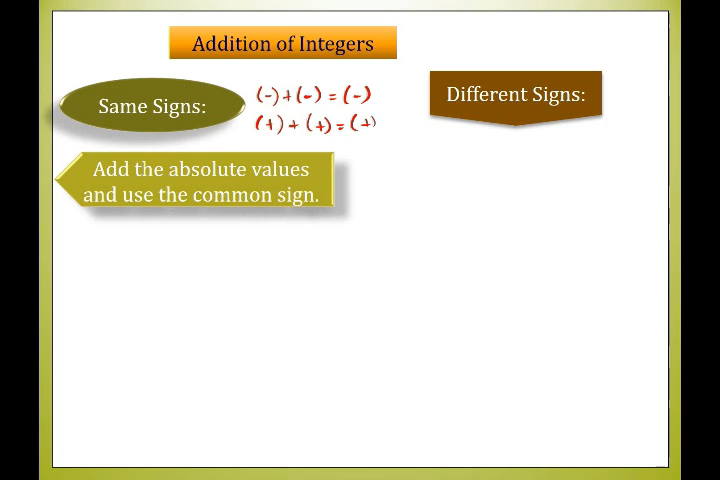 Addition of Integers
Same Signs:
(-) + (-) = (-)
(+) + (+) = (+)
Different Signs:
Add the absolute values
and use the common sign.